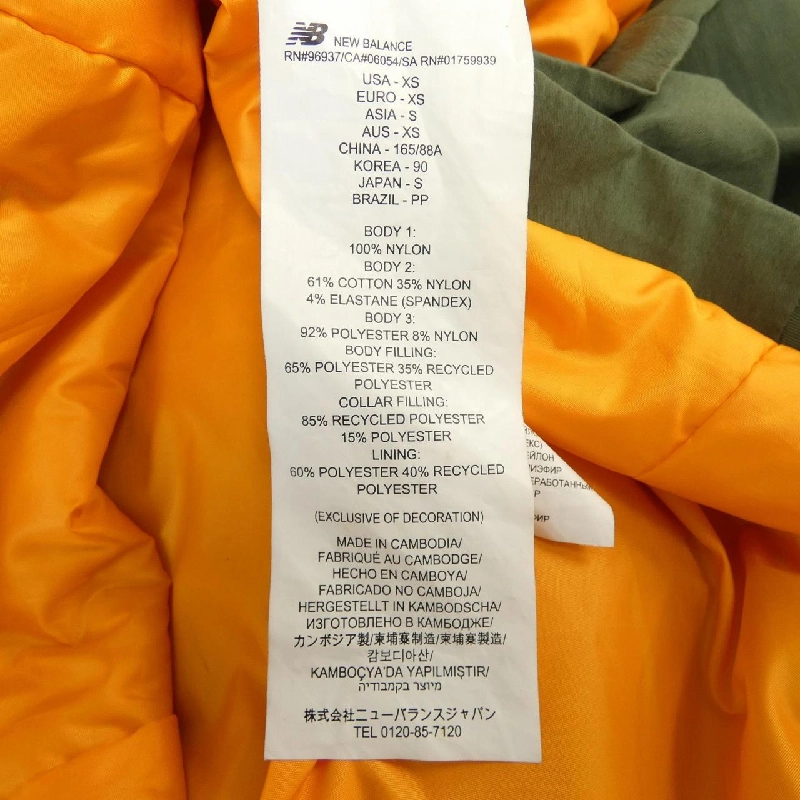 NB NEW BALANCE
RN#96937/CA#06054/SA RN#01759939
USA - XS
EURO - XS
ASIA - S
AUS - XS
CHINA - 165/88A
KOREA - 90
JAPAN - S
BRAZIL - PP
BODY 1:
100% NYLON
BODY 2:
61% COTTON 35% NYLON
4% ELASTANE (SPANDEX)
BODY 3:
92% POLYESTER 8% NYLON
BODY FILLING:
65% POLYESTER 35% RECYCLED
POLYESTER
COLLAR FILLING:
85% RECYCLED POLYESTER
15% POLYESTER
LINING:
60% POLYESTER 40% RECYCLED
POLYESTER
(EXCLUSIVE OF DECORATION)
MADE IN CAMBODIA/
FABRIQUÉ AU CAMBODGE/
HECHO EN CAMBOYA/
FABRICADO NO CAMBOJA/
HERGESTELLT IN KAMBODSCHA/
ИЗГОТОВЛЕНО В КАМБОДЖЕ/
カンボジア製/柬埔寨制造/柬埔寨製造/
캄보디아산/
KAMBOÇYA'DA YAPILMIŞTIR/
מיוצר בקמבודיה
株式会社ニューバランスジャパン
TEL 0120-85-7120